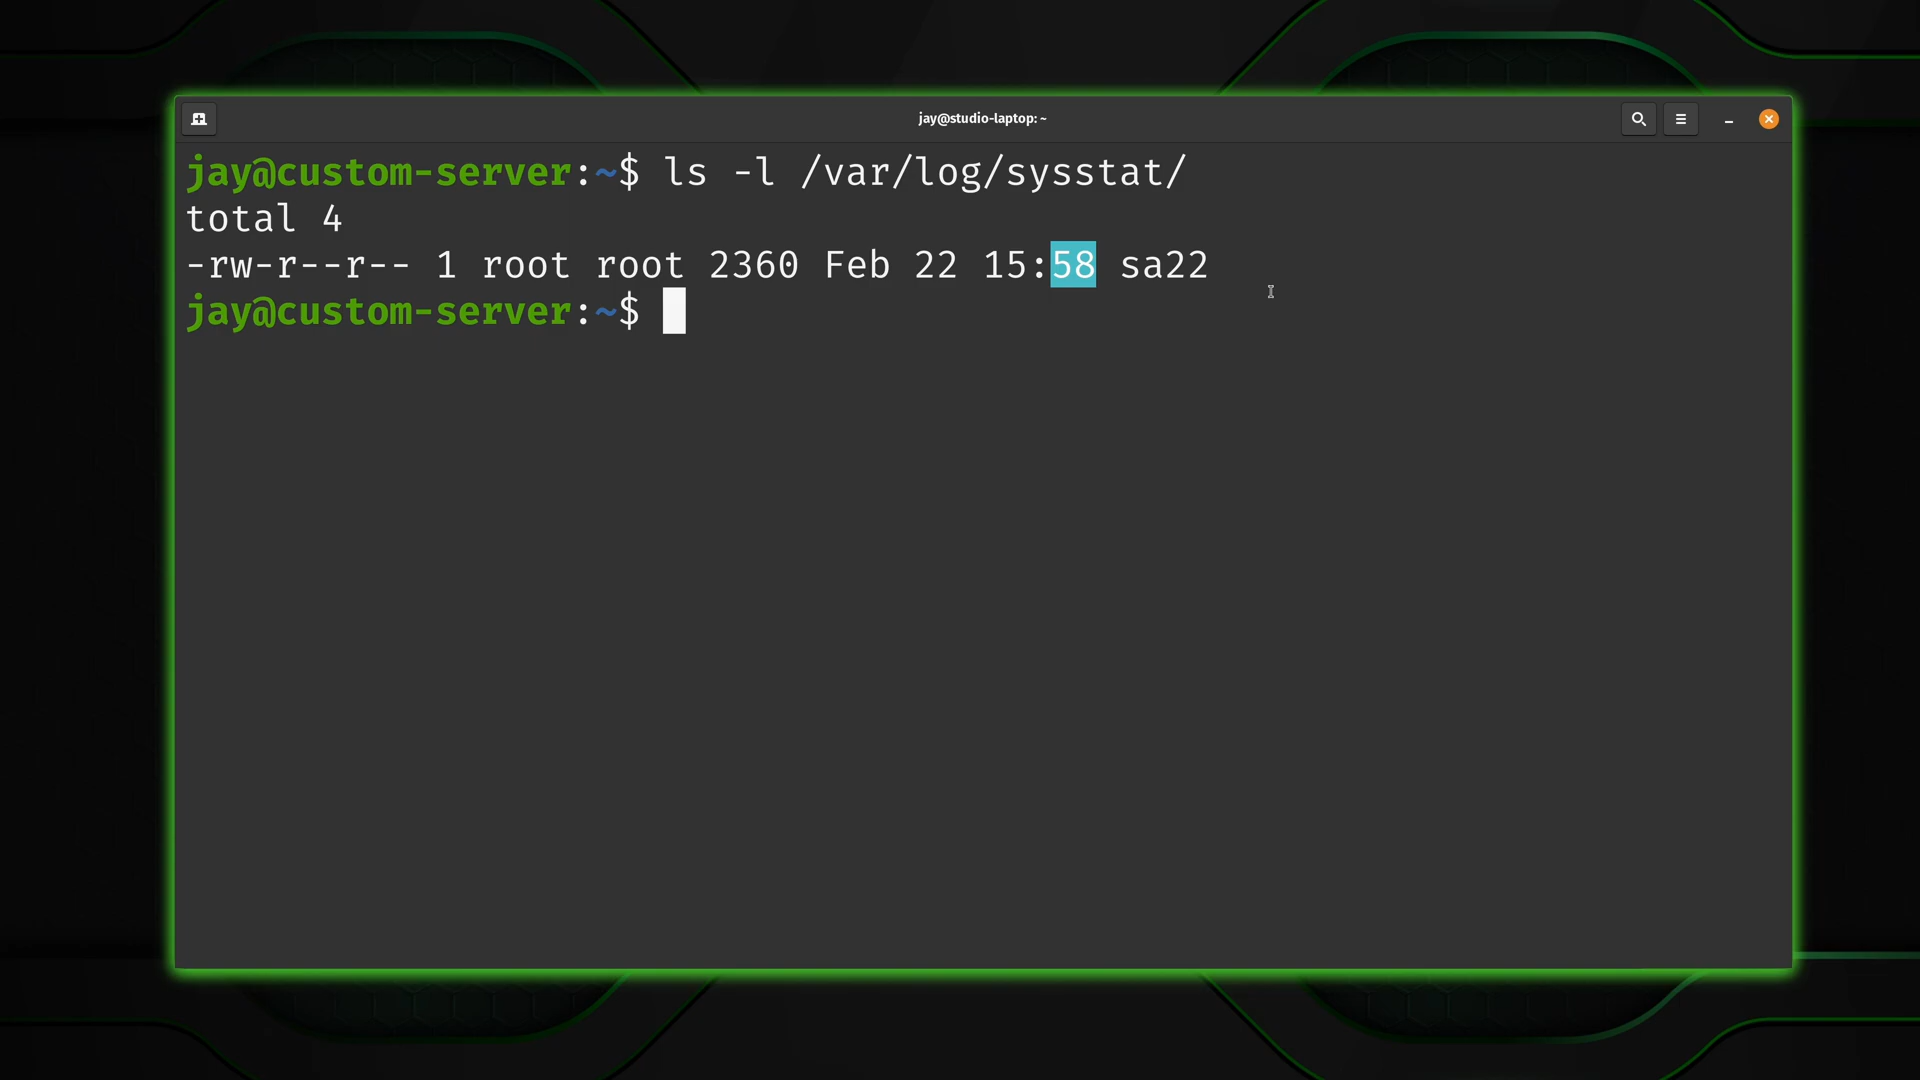 jay@studio-laptop: ~
jay@custom-server:~$ ls -l /var/log/sysstat/
total 4
-rw-r--r-- 1 root root 2360 Feb 22 15:58 sa22
jay@custom-server:~$